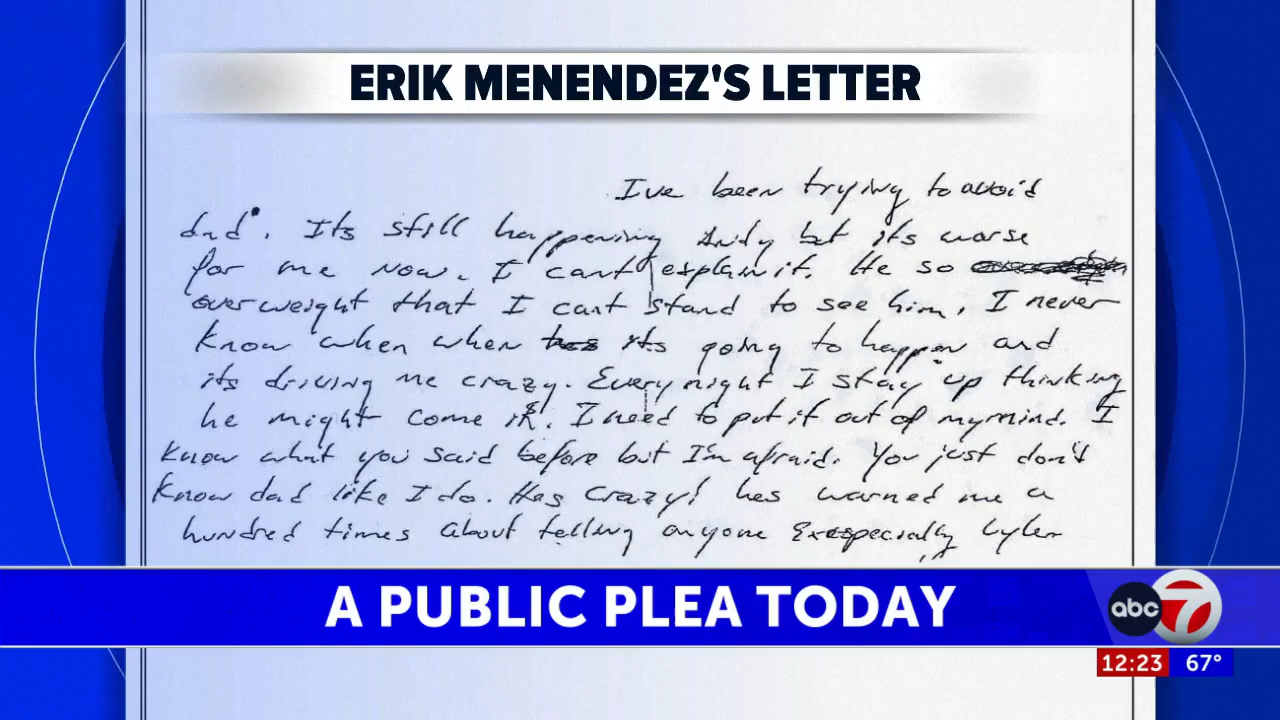 ERIK MENENDEZ'S LETTER
Ive been trying to avoid
dad. Its still happening Andy but its worse
for me now. I cant explain it. He so
overweight that I cant stand to see him. I never
know when when its going to happen and
its driving me crazy. Every night I stay up thinking
he might come in. I need to put it out of my mind. I
know what you said before but I'm afraid. You just don't
know dad like I do. Hes crazy! hes warned me a
hundred times about telling anyone
Lyle
A PUBLIC PLEA TODAY
abc 7
12:23 67°